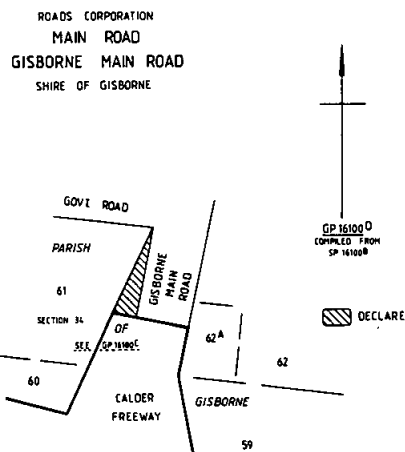 ROADS CORPORATION
MAIN ROAD
GISBORNE MAIN ROAD
SHIRE OF GISBORNE
GP 16100D
COMPILED FROM
SP 16100B
GOVT ROAD
PARISH
GISBORNE
MAIN
ROAD
61
SECTION 34
OF
SEE GP 16100E
62A
62
DECLARE
60
CALDER
FREEWAY
GISBORNE
59